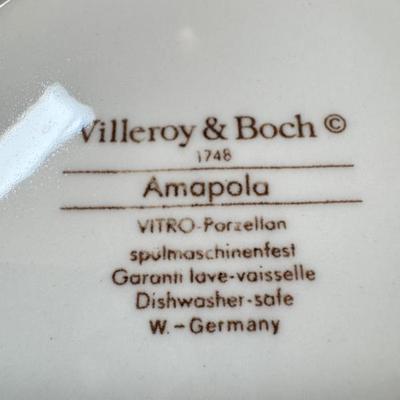 Villeroy & Boch ©
1748
Amapola
VITRO-Porzellan
spülmaschinenfest
Garanti lave-vaisselle
Dishwasher-safe
W.-Germany